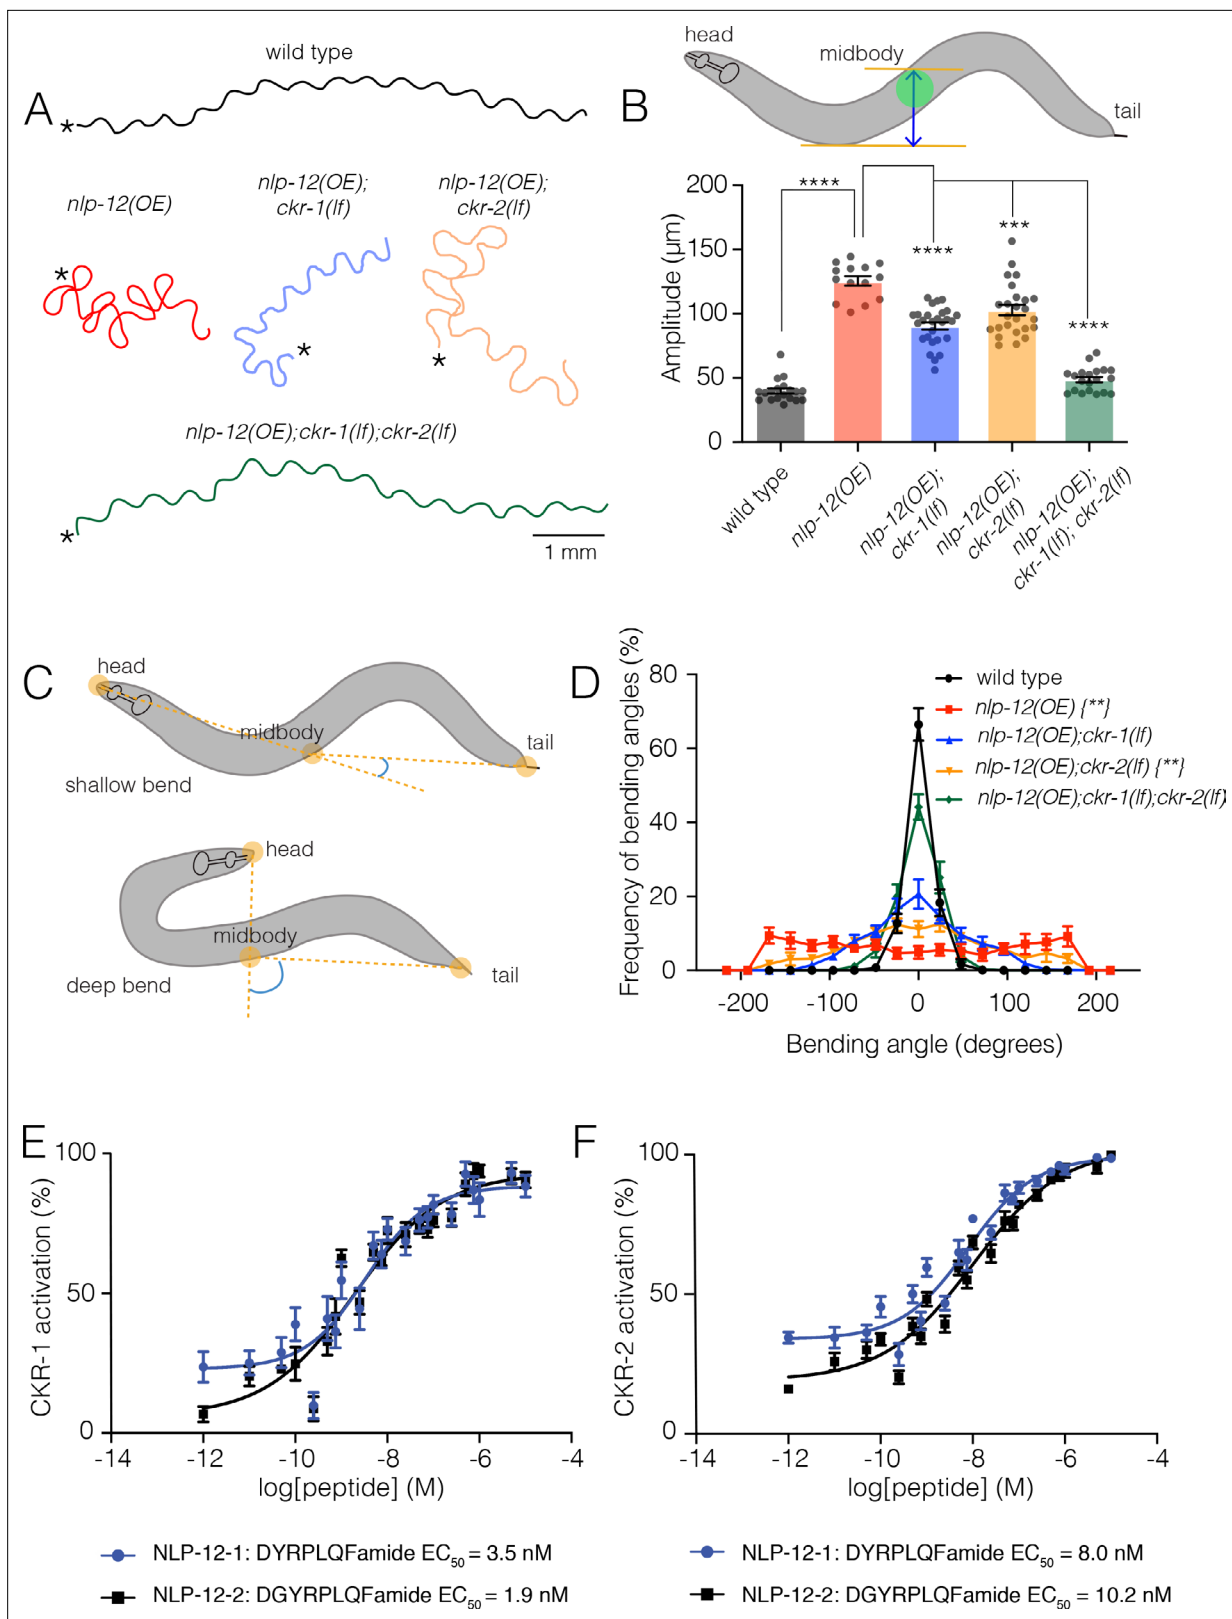 A
wild type
*
nlp-12(OE)
*
nlp-12(OE);
ckr-1(lf)
*
nlp-12(OE);
ckr-2(lf)
*
nlp-12(OE);ckr-1(lf);ckr-2(lf)
*
1 mm
B
head
midbody
tail
Amplitude (µm)
200
150
100
50
0
****
****
***
****
wild type
nlp-12(OE)
nlp-12(OE);
ckr-1(lf)
nlp-12(OE);
ckr-2(lf)
nlp-12(OE);
ckr-1(lf); ckr-2(lf)
C
head
midbody
tail
shallow bend
head
midbody
tail
deep bend
D
Frequency of bending angles (%)
80
60
40
20
0
-200
-100
0
100
200
Bending angle (degrees)
wild type
nlp-12(OE) {**}
nlp-12(OE);ckr-1(lf)
nlp-12(OE);ckr-2(lf) {**}
nlp-12(OE);ckr-1(lf);ckr-2(lf)
E
CKR-1 activation (%)
100
50
0
-14
-12
-10
-8
-6
-4
log[peptide] (M)
NLP-12-1: DYRPLQFamide EC50 = 3.5 nM
NLP-12-2: DGYRPLQFamide EC50 = 1.9 nM
F
CKR-2 activation (%)
100
50
0
-14
-12
-10
-8
-6
-4
log[peptide] (M)
NLP-12-1: DYRPLQFamide EC50 = 8.0 nM
NLP-12-2: DGYRPLQFamide EC50 = 10.2 nM